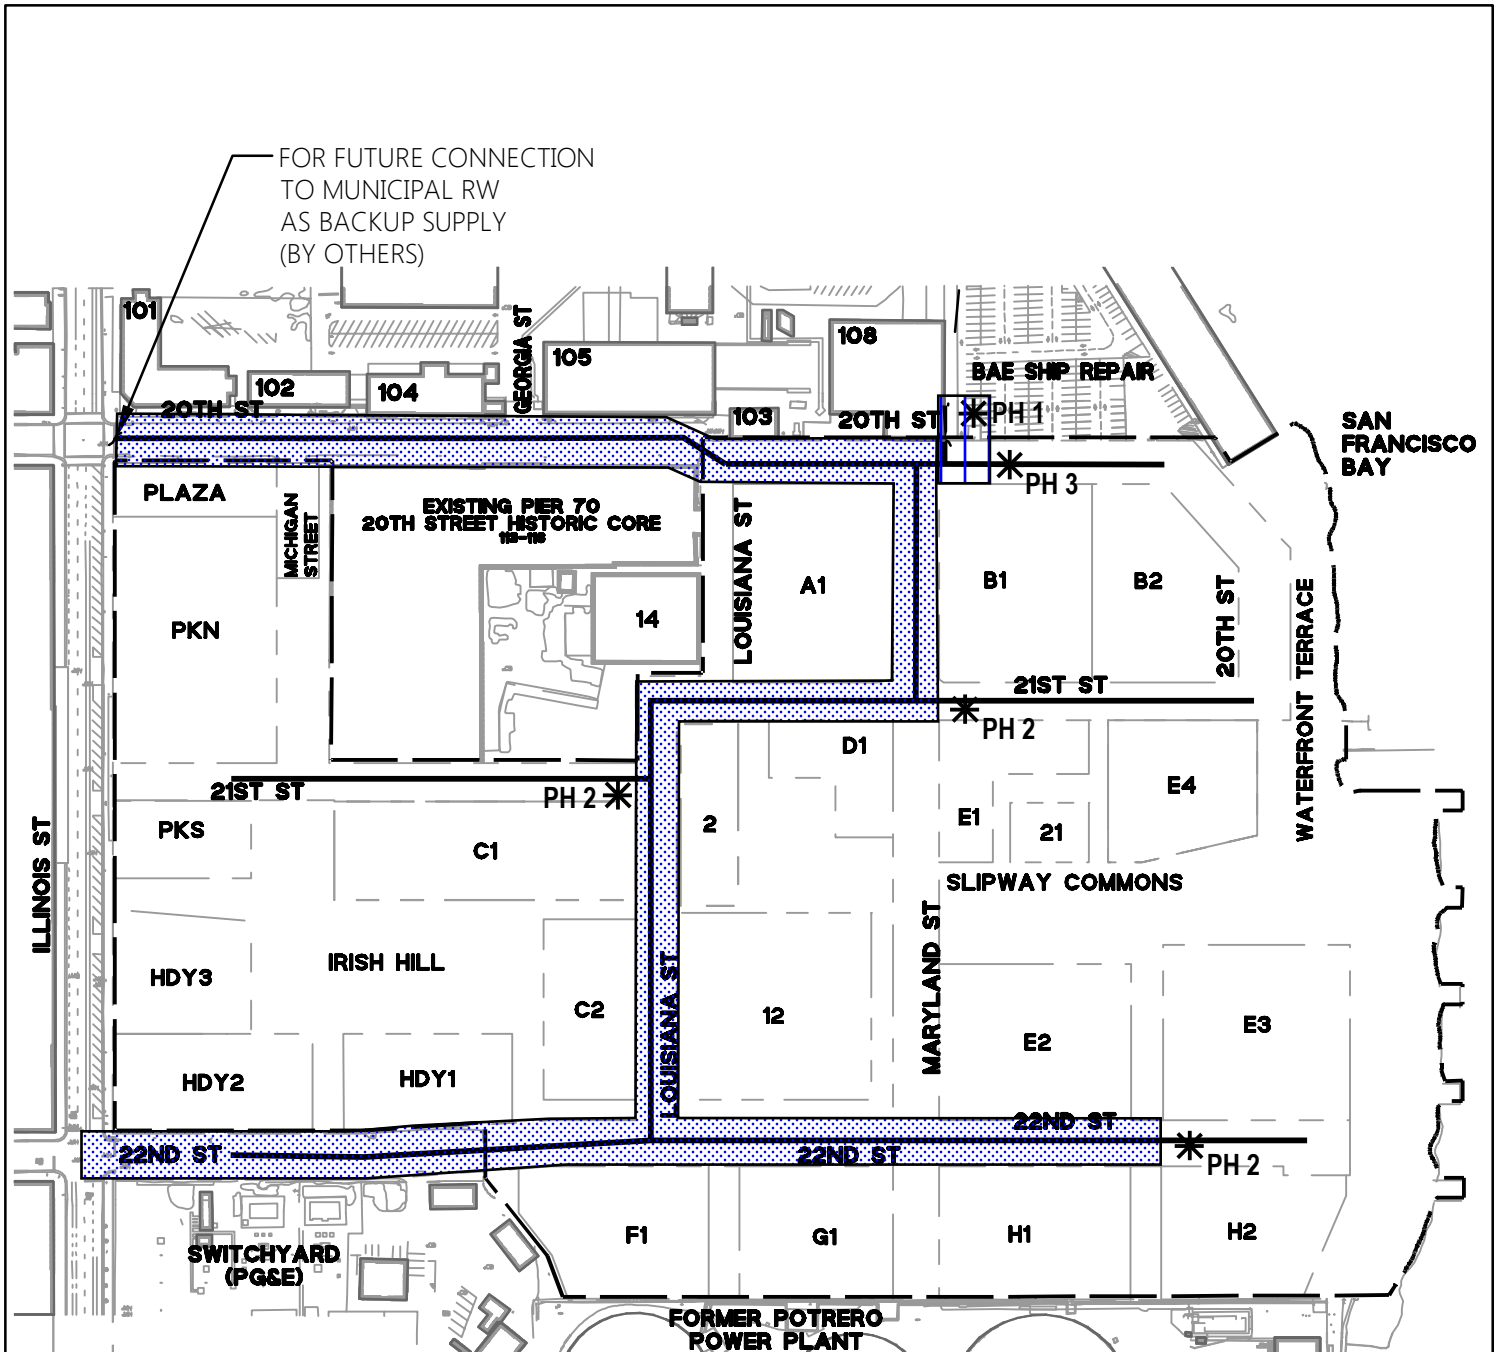 FOR FUTURE CONNECTION
TO MUNICIPAL RW
AS BACKUP SUPPLY
(BY OTHERS)
101
102
104
GEORGIA ST
105
103
108
BAE SHIP REPAIR
20TH ST
20TH ST
PH 1
PH 3
SAN
FRANCISCO
BAY
PLAZA
MICHIGAN
STREET
EXISTING PIER 70
20TH STREET HISTORIC CORE
LOUISIANA ST
A1
B1
B2
20TH ST
WATERFRONT TERRACE
PKN
14
21ST ST
PH 2
D1
21ST ST
PH 2
PKS
C1
2
E1
21
E4
SLIPWAY COMMONS
ILLINOIS ST
HDY3
IRISH HILL
C2
LOUISIANA ST
12
MARYLAND ST
E2
E3
HDY2
HDY1
22ND ST
22ND ST
22ND ST
PH 2
SWITCHYARD
(PG&E)
F1
G1
H1
H2
FORMER POTRERO
POWER PLANT